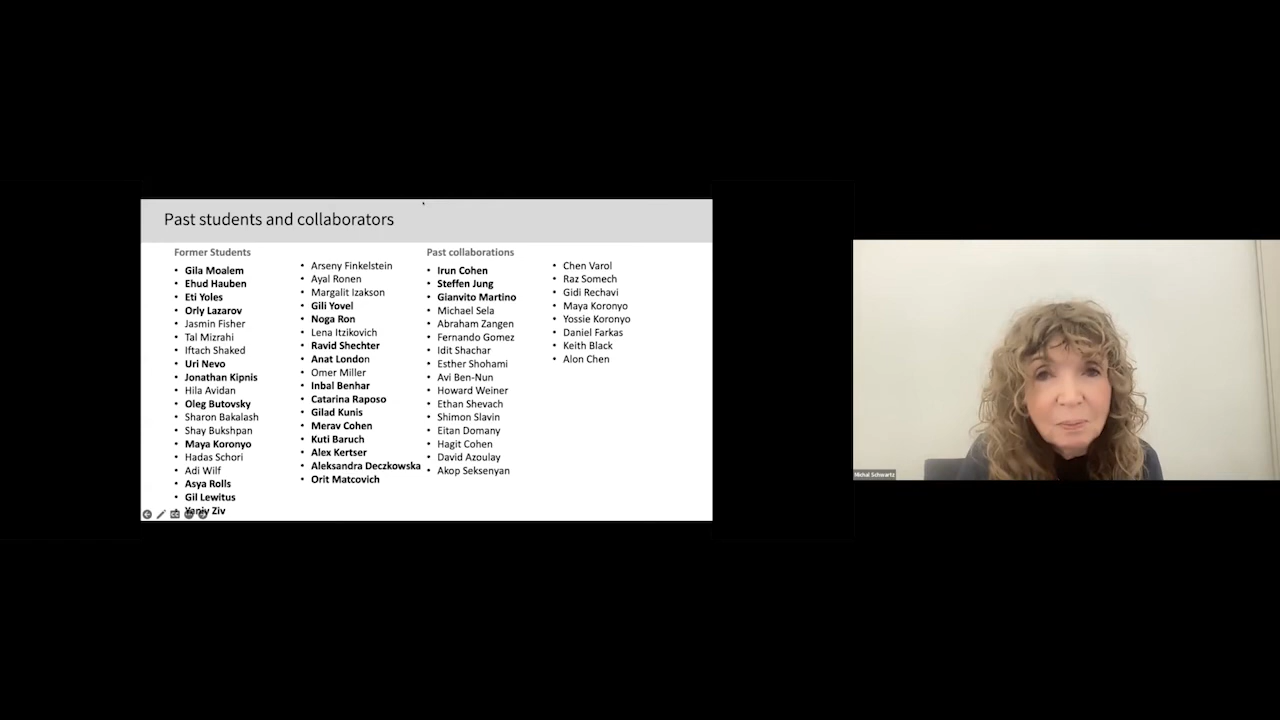 Past students and collaborators
Former Students
Gila Moalem
Ehud Hauben
Eti Yoles
Orly Lazarov
Jasmin Fisher
Tal Mizrahi
Iftach Shaked
Uri Nevo
Jonathan Kipnis
Hila Avidan
Oleg Butovsky
Sharon Bakalash
Shay Bukshpan
Maya Koronyo
Hadas Schori
Adi Wilf
Asya Rolls
Gil Lewitus
Yaniv Ziv
Arseny Finkelstein
Ayal Ronen
Margalit Izakson
Gili Yovel
Noga Ron
Lena Itzikovich
Ravid Shechter
Anat London
Omer Miller
Inbal Benhar
Catarina Raposo
Gilad Kunis
Merav Cohen
Kuti Baruch
Alex Kertser
Aleksandra Deczkowska
Orit Matcovich
Past collaborations
Irun Cohen
Steffen Jung
Gianvito Martino
Michael Sela
Abraham Zangen
Fernando Gomez
Idit Shachar
Esther Shohami
Avi Ben-Nun
Howard Weiner
Ethan Shevach
Shimon Slavin
Eitan Domany
Hagit Cohen
David Azoulay
Akop Seksenyan
Chen Varol
Raz Somech
Gidi Rechavi
Maya Koronyo
Yossie Koronyo
Daniel Farkas
Keith Black
Alon Chen
Michal Schwartz